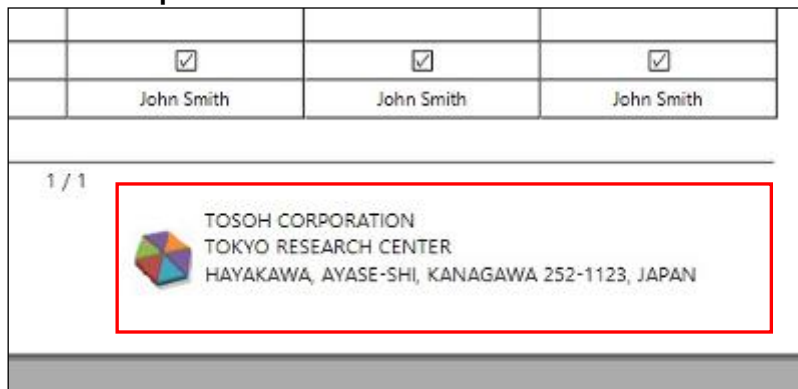 John Smith John Smith John Smith
1 / 1
TOSOH CORPORATION
TOKYO RESEARCH CENTER
HAYAKAWA, AYASE-SHI, KANAGAWA 252-1123, JAPAN